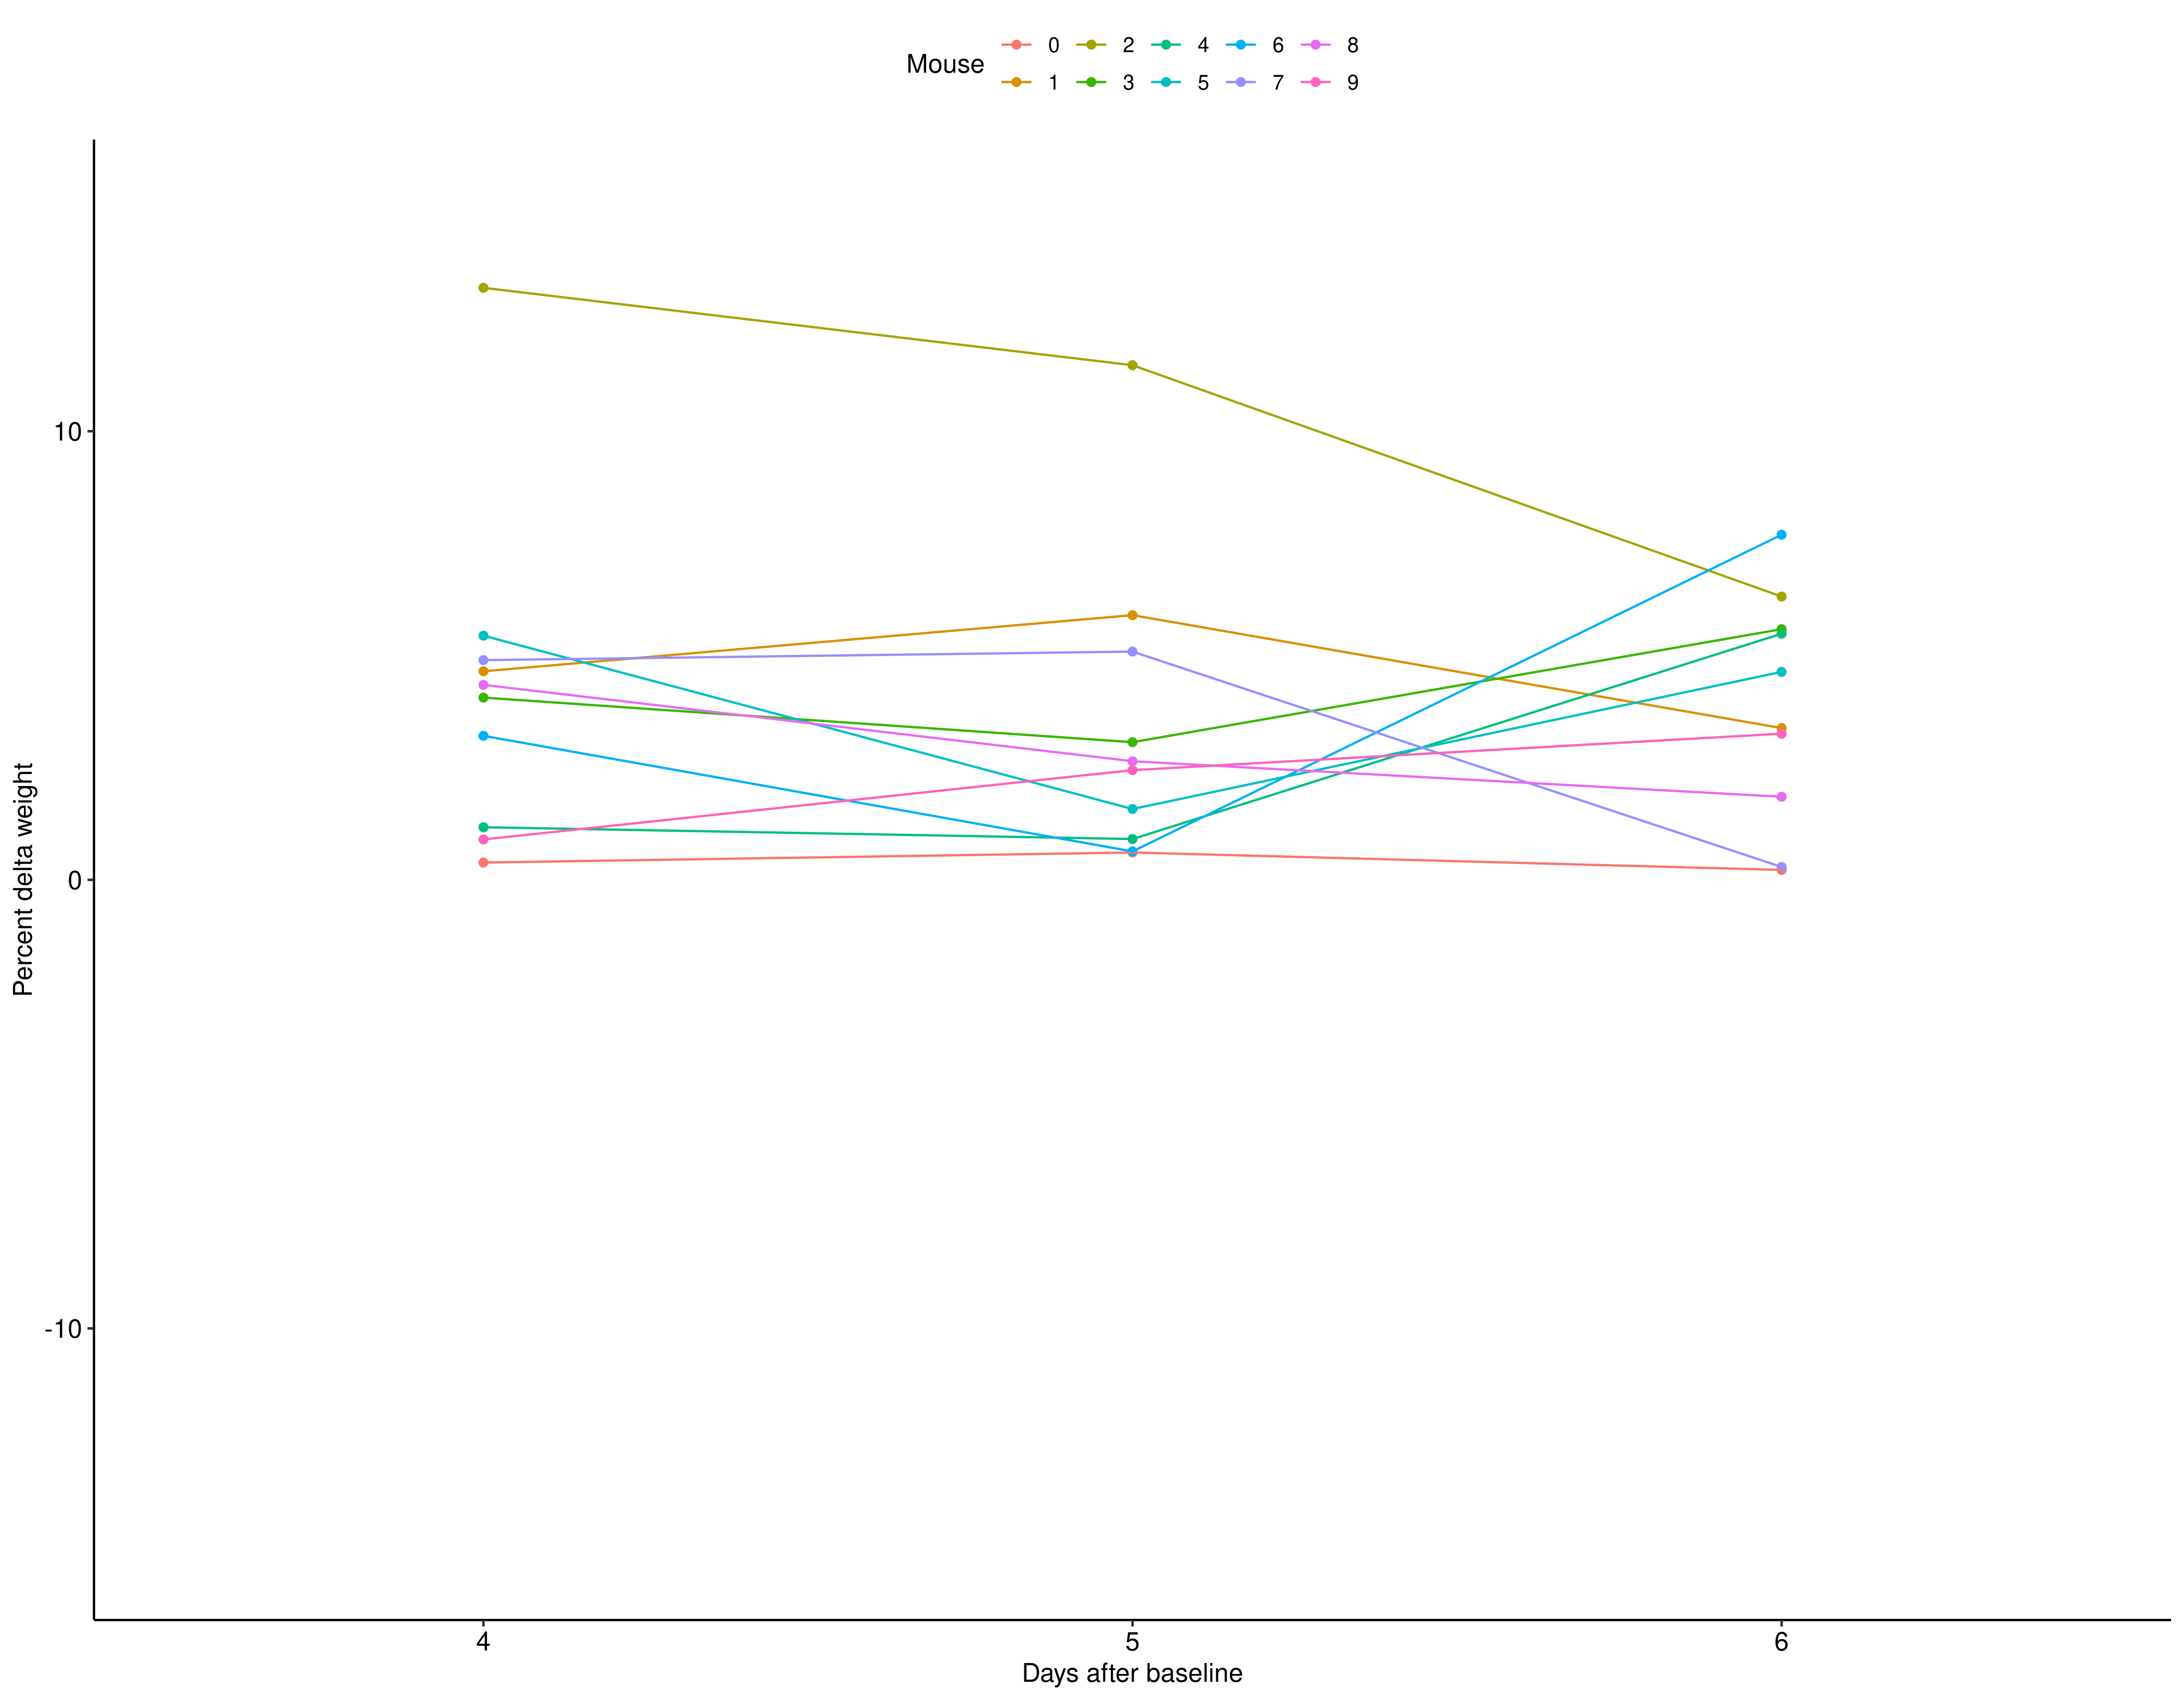 Mouse
0 2 4 6 8
1 3 5 7 9
Percent delta weight
10
0
-10
4 5 6
Days after baseline